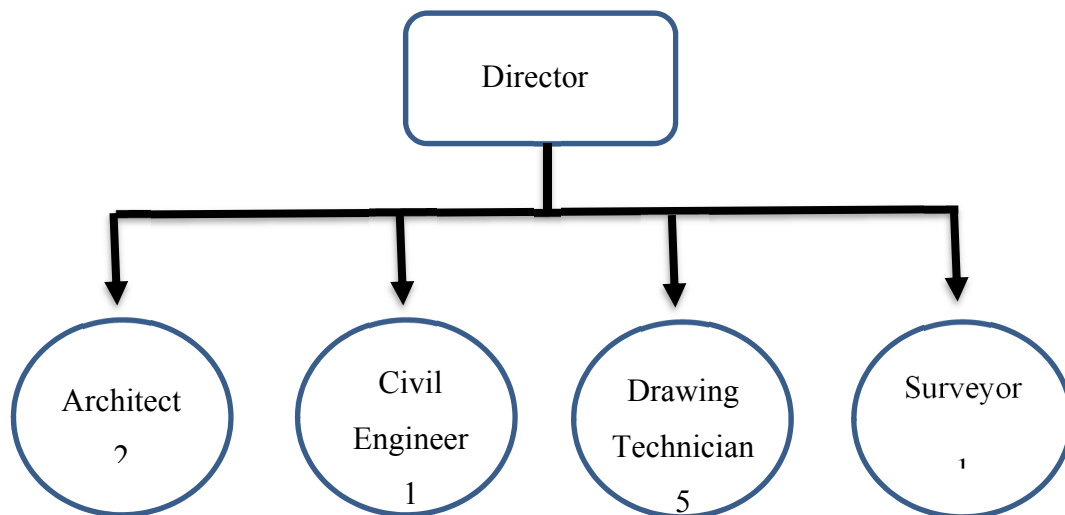 Director
Architect
2
Civil
Engineer
1
Drawing
Technician
5
Surveyor
1